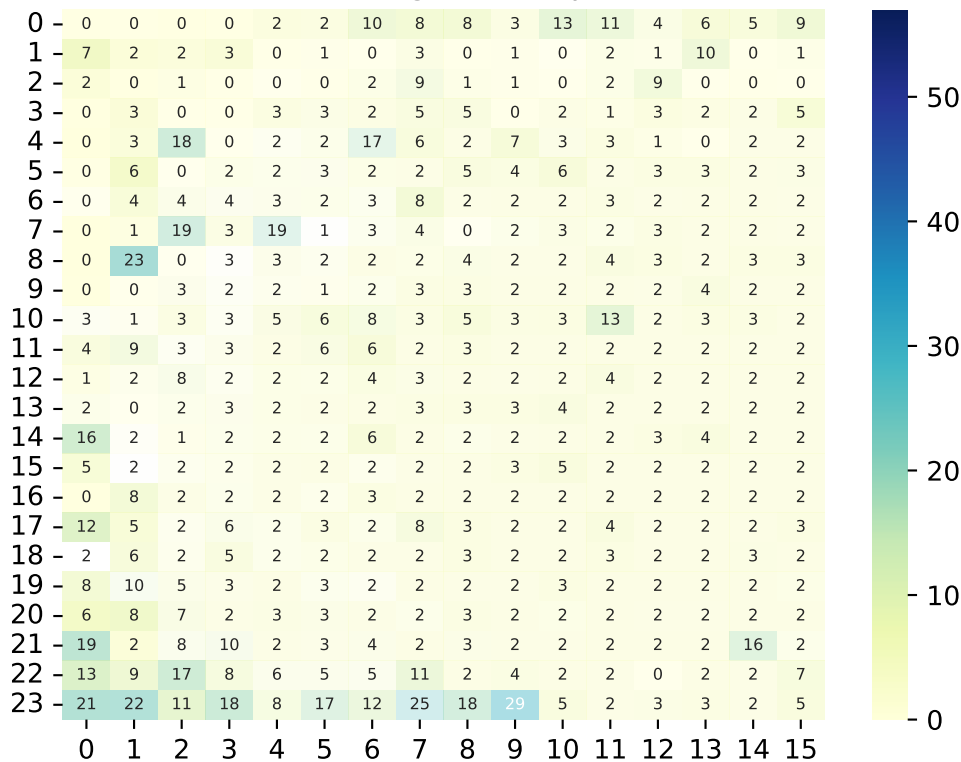 0 0 0 0 0 2 2 10 8 8 3 13 11 4 6 5 9
1 7 2 2 3 0 1 0 3 0 1 0 2 1 10 0 1
2 2 0 1 0 0 0 2 9 1 1 0 2 9 0 0 0
3 0 3 0 0 3 3 2 5 5 0 2 1 3 2 2 5
4 0 3 18 0 2 2 17 6 2 7 3 3 1 0 2 2
5 0 6 0 2 2 3 2 2 5 4 6 2 3 3 2 3
6 0 4 4 4 3 2 3 8 2 2 2 3 2 2 2 2
7 0 1 19 3 19 1 3 4 0 2 3 2 3 2 2 2
8 0 23 0 3 3 2 2 2 4 2 2 4 3 2 3 3
9 0 0 3 2 2 1 2 3 3 2 2 2 2 4 2 2
10 3 1 3 3 5 6 8 3 5 3 3 13 2 3 3 2
11 4 9 3 3 2 6 6 2 3 2 2 2 2 2 2 2
12 1 2 8 2 2 2 4 3 2 2 2 4 2 2 2 2
13 2 0 2 3 2 2 2 3 3 3 4 2 2 2 2 2
14 16 2 1 2 2 2 6 2 2 2 2 2 3 4 2 2
15 5 2 2 2 2 2 2 2 2 3 5 2 2 2 2 2
16 0 8 2 2 2 2 3 2 2 2 2 2 2 2 2 2
17 12 5 2 6 2 3 2 8 3 2 2 4 2 2 2 3
18 2 6 2 5 2 2 2 2 3 2 2 3 2 2 3 2
19 8 10 5 3 2 3 2 2 2 2 3 2 2 2 2 2
20 6 8 7 2 3 3 2 2 3 2 2 2 2 2 2 2
21 19 2 8 10 2 3 4 2 3 2 2 2 2 2 16 2
22 13 9 17 8 6 5 5 11 2 4 2 2 0 2 2 7
23 21 22 11 18 8 17 12 25 18 29 5 2 3 3 2 5
0 1 2 3 4 5 6 7 8 9 10 11 12 13 14 15
50
40
30
20
10
0